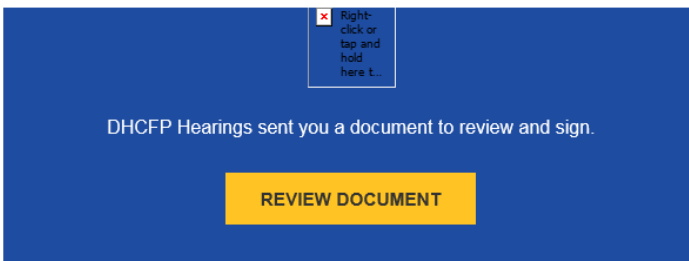 Right-
click or
tap and
hold
here t...
DHCFP Hearings sent you a document to review and sign.
REVIEW DOCUMENT